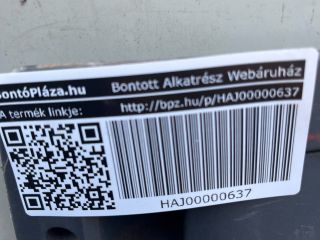 BontóPláza.hu Bontott Alkatrész Webáruház
A termék linkje: http://bpz.hu/p/HAJ00000637
HAJ00000637